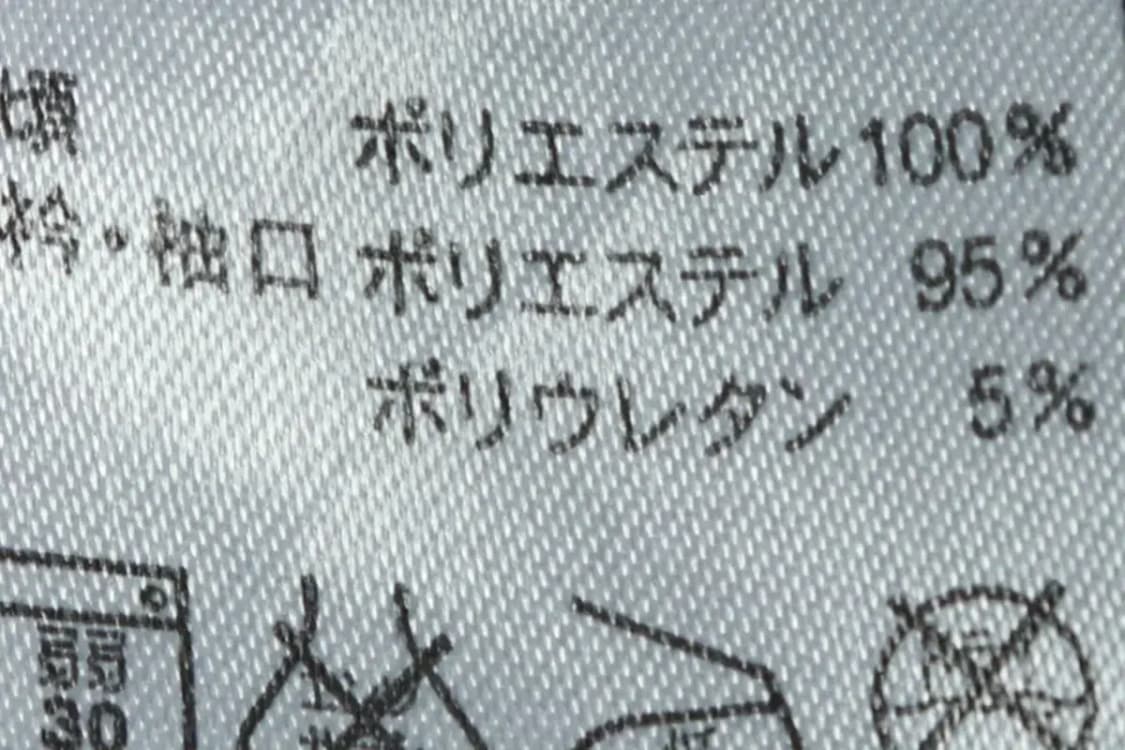 ポリエステル100%
・袖口 ポリエステル 95%
ポリウレタン 5%
弱
30